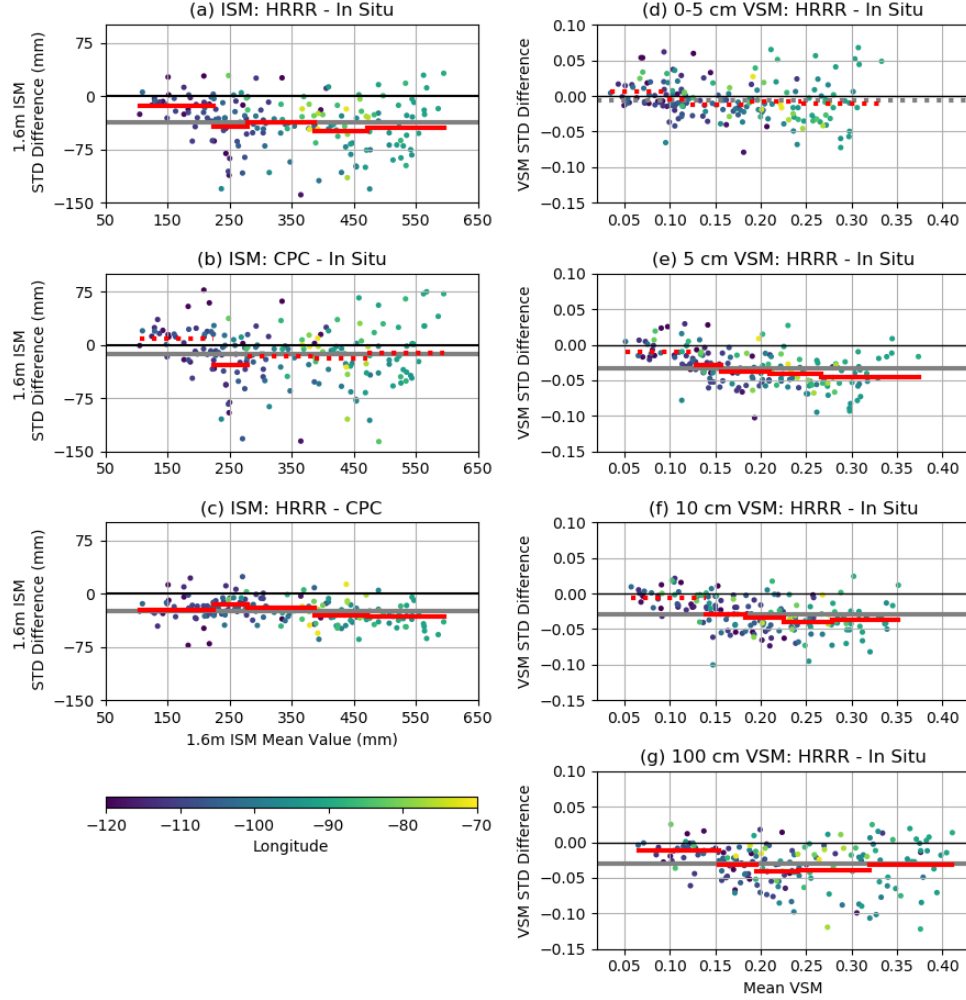 (a) ISM: HRRR - In Situ
1.6m ISM
STD Difference (mm)
75
0
−75
−150
50 150 250 350 450 550 650
(b) ISM: CPC - In Situ
1.6m ISM
STD Difference (mm)
75
0
−75
−150
50 150 250 350 450 550 650
(c) ISM: HRRR - CPC
1.6m ISM
STD Difference (mm)
75
0
−75
−150
50 150 250 350 450 550 650
1.6m ISM Mean Value (mm)
−120 −110 −100 −90 −80 −70
Longitude
(d) 0-5 cm VSM: HRRR - In Situ
VSM STD Difference
0.10
0.05
0.00
−0.05
−0.10
−0.15
0.05 0.10 0.15 0.20 0.25 0.30 0.35 0.40
(e) 5 cm VSM: HRRR - In Situ
VSM STD Difference
0.10
0.05
0.00
−0.05
−0.10
−0.15
0.05 0.10 0.15 0.20 0.25 0.30 0.35 0.40
(f) 10 cm VSM: HRRR - In Situ
VSM STD Difference
0.10
0.05
0.00
−0.05
−0.10
−0.15
0.05 0.10 0.15 0.20 0.25 0.30 0.35 0.40
(g) 100 cm VSM: HRRR - In Situ
VSM STD Difference
0.10
0.05
0.00
−0.05
−0.10
−0.15
0.05 0.10 0.15 0.20 0.25 0.30 0.35 0.40
Mean VSM